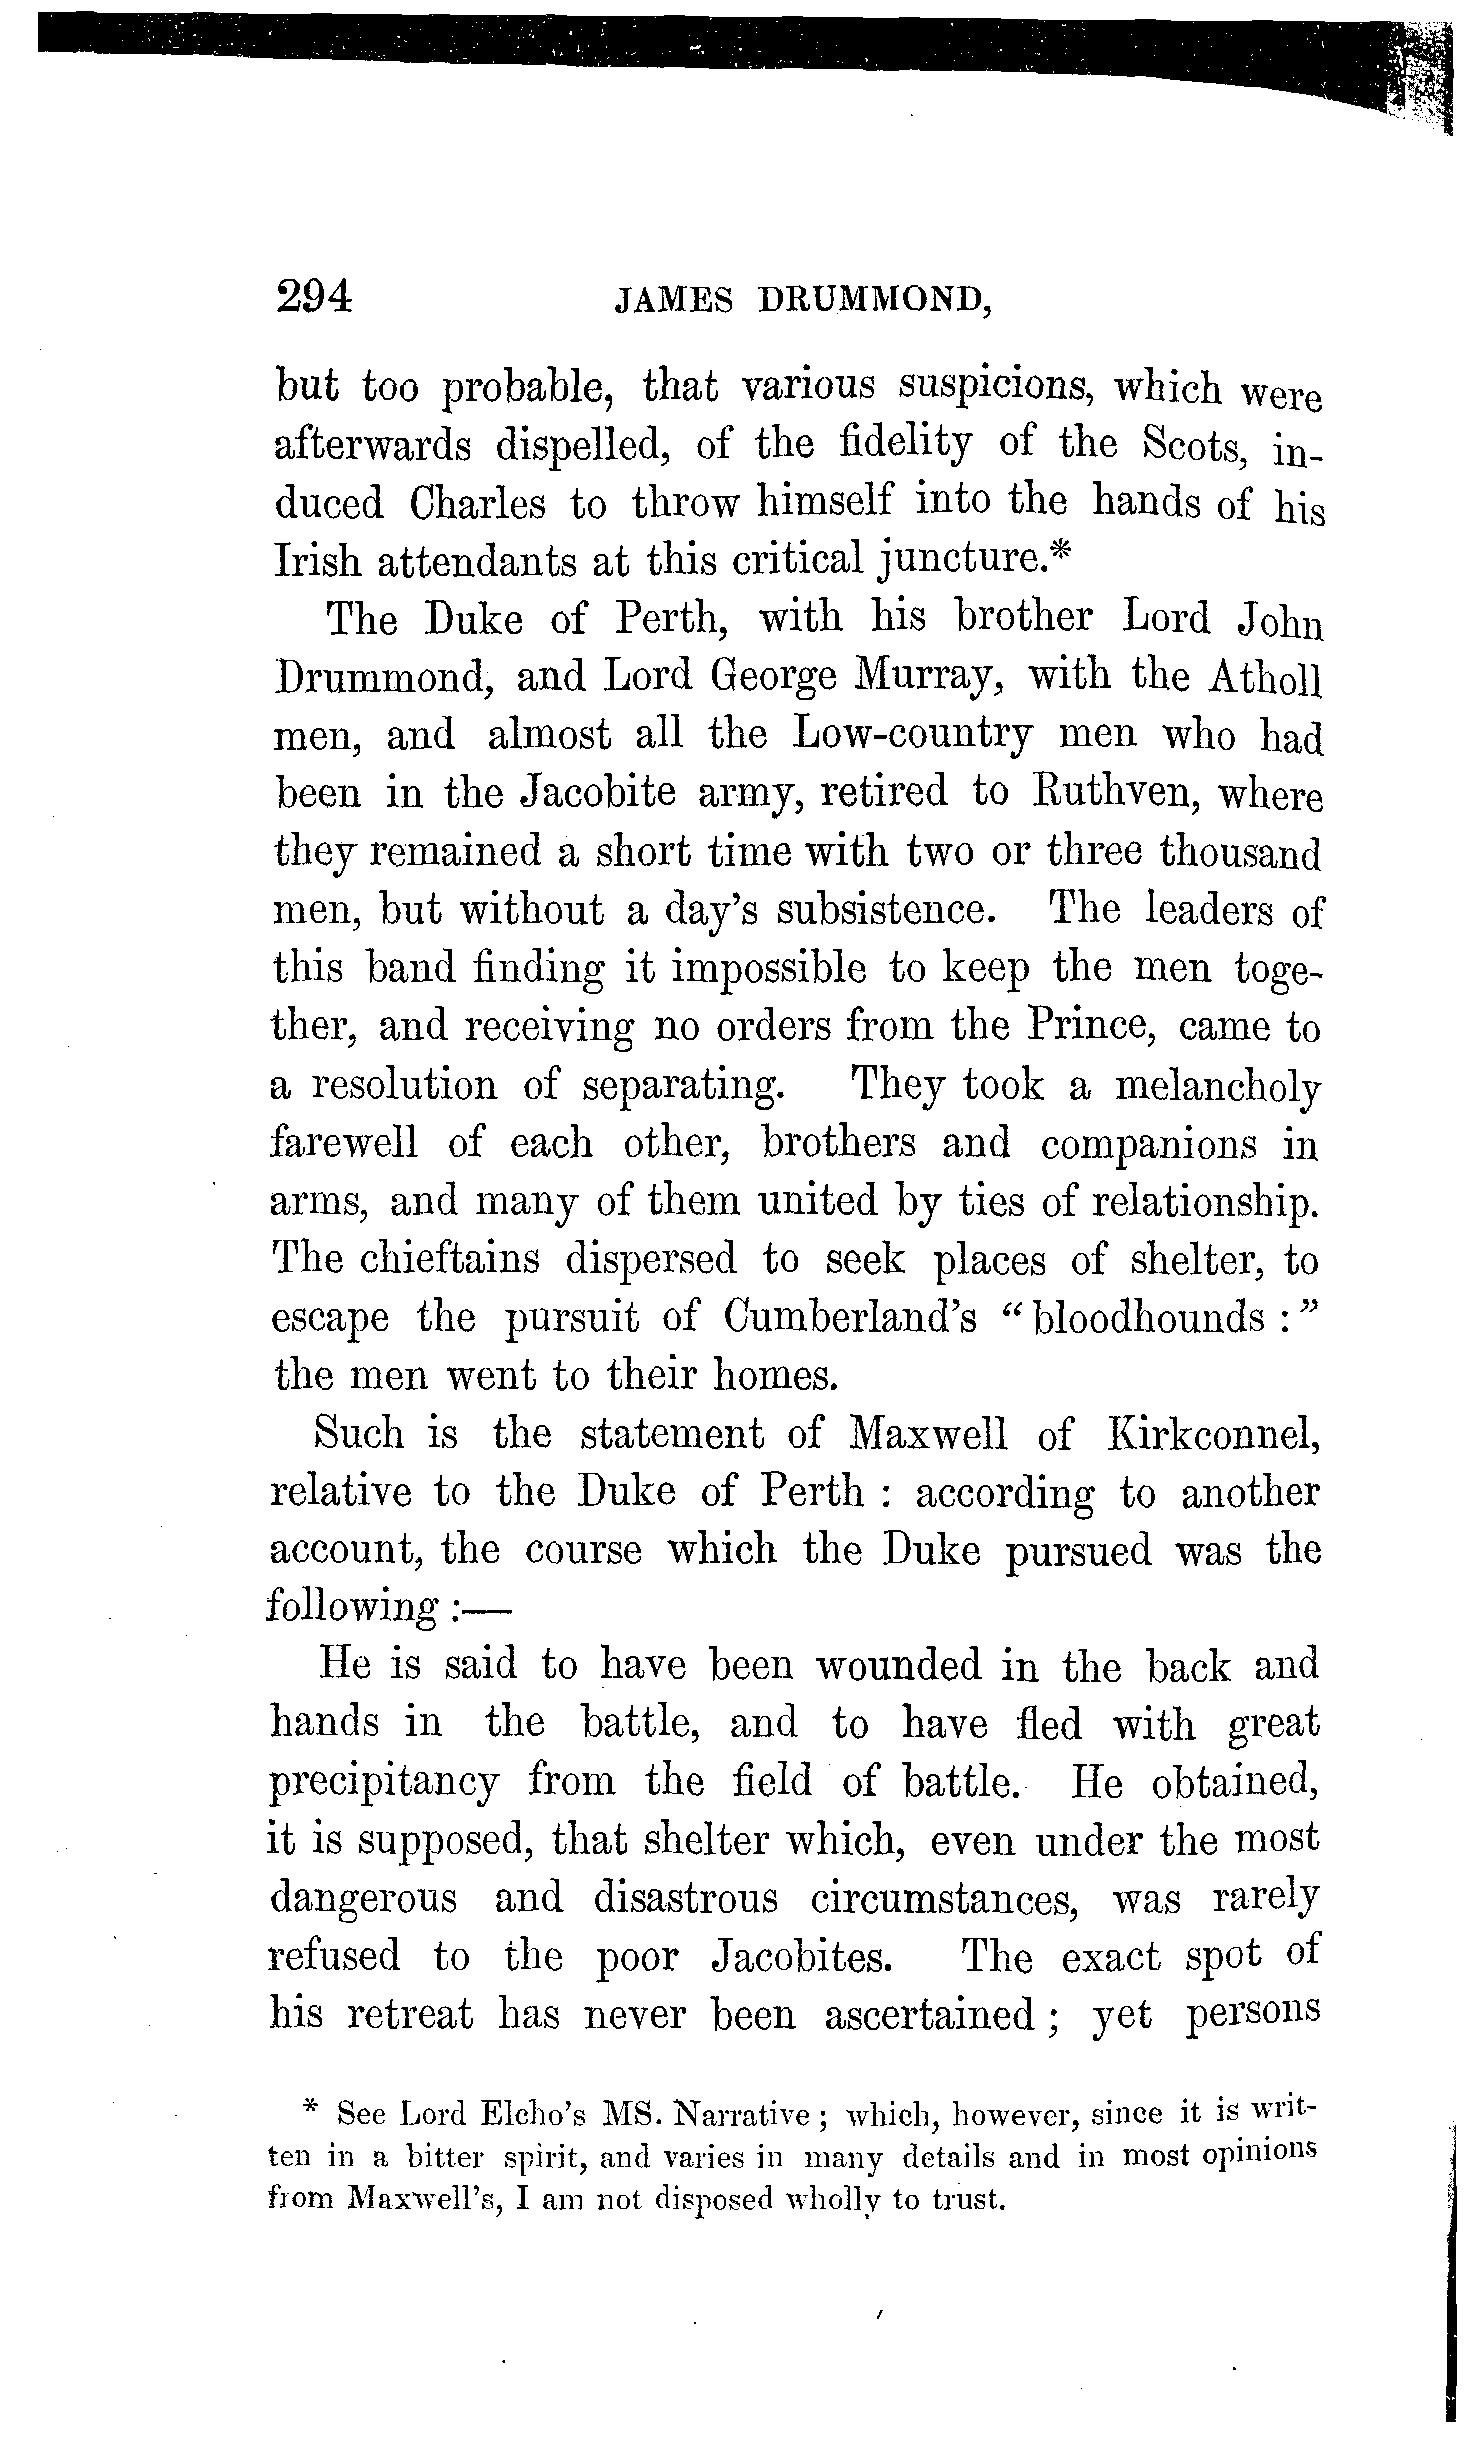 294 JAMES DRUMMOND,
but too probable, that various suspicions, which were
afterwards dispelled, of the fidelity of the Scots, in-
duced Charles to throw himself into the hands of his
Irish attendants at this critical juncture.*
The Duke of Perth, with his brother Lord John
Drummond, and Lord George Murray, with the Atholl
men, and almost all the Low-country men who had
been in the Jacobite army, retired to Ruthven, where
they remained a short time with two or three thousand
men, but without a day's subsistence. The leaders of
this band finding it impossible to keep the men toge-
ther, and receiving no orders from the Prince, came to
a resolution of separating. They took a melancholy
farewell of each other, brothers and companions in
arms, and many of them united by ties of relationship.
The chieftains dispersed to seek places of shelter, to
escape the pursuit of Cumberland's "bloodhounds :"
the men went to their homes.
Such is the statement of Maxwell of Kirkconnel,
relative to the Duke of Perth : according to another
account, the course which the Duke pursued was the
following :—
He is said to have been wounded in the back and
hands in the battle, and to have fled with great
precipitancy from the field of battle. He obtained,
it is supposed, that shelter which, even under the most
dangerous and disastrous circumstances, was rarely
refused to the poor Jacobites. The exact spot of
his retreat has never been ascertained ; yet persons
* See Lord Elcho's MS. Narrative ; which, however, since it is writ-
ten in a bitter spirit, and varies in many details and in most opinions
from Maxwell's, I am not disposed wholly to trust.